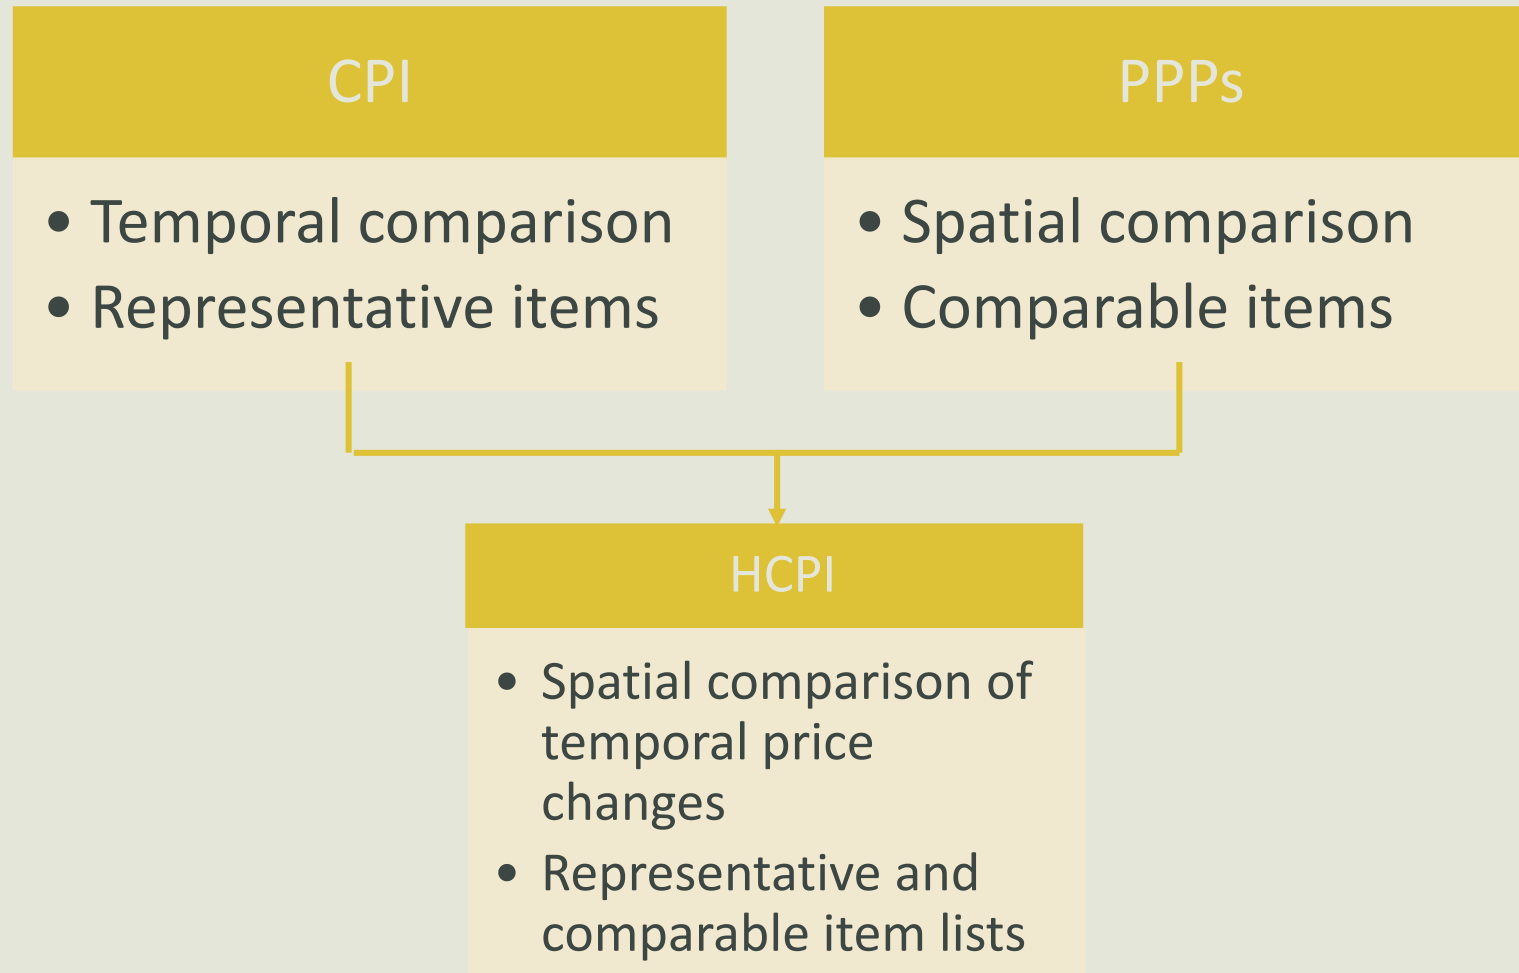 CPI
• Temporal comparison
• Representative items
PPPs
• Spatial comparison
• Comparable items
HCPI
• Spatial comparison of
temporal price
changes
• Representative and
comparable item lists